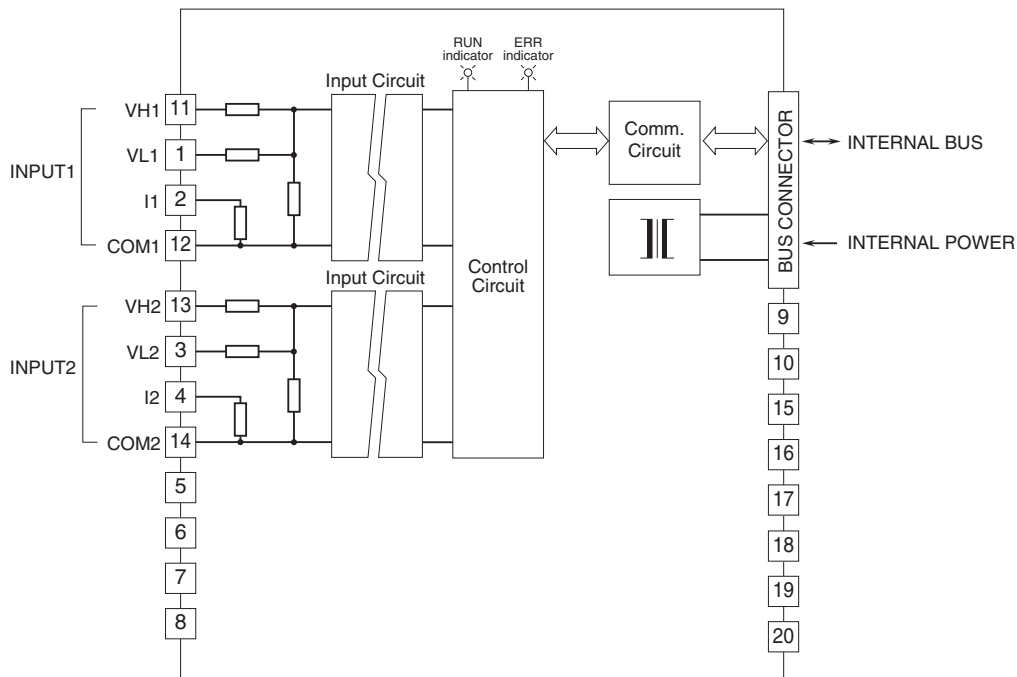 RUN
indicator
ERR
indicator
Input Circuit
INPUT1
VH1
11
VL1
1
I1
2
COM1
12
Input Circuit
INPUT2
VH2
13
VL2
3
I2
4
COM2
14
5
6
7
8
Control
Circuit
Comm.
Circuit
BUS CONNECTOR
INTERNAL BUS
INTERNAL POWER
9
10
15
16
17
18
19
20